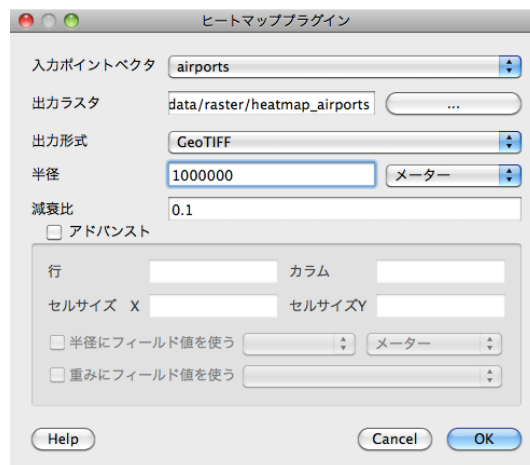 ヒートマッププラグイン
入力ポイントベクタ airports
出力ラスタ data/raster/heatmap_airports ...
出力形式 GeoTIFF
半径 1000000 メーター
減衰比 0.1
アドバンスト
行 カラム
セルサイズ X セルサイズY
半径にフィールド値を使う メーター
重みにフィールド値を使う
Help Cancel OK